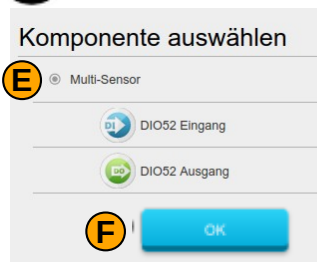 Komponente auswählen
E Multi-Sensor
DI DIO52 Eingang
DO DIO52 Ausgang
F OK